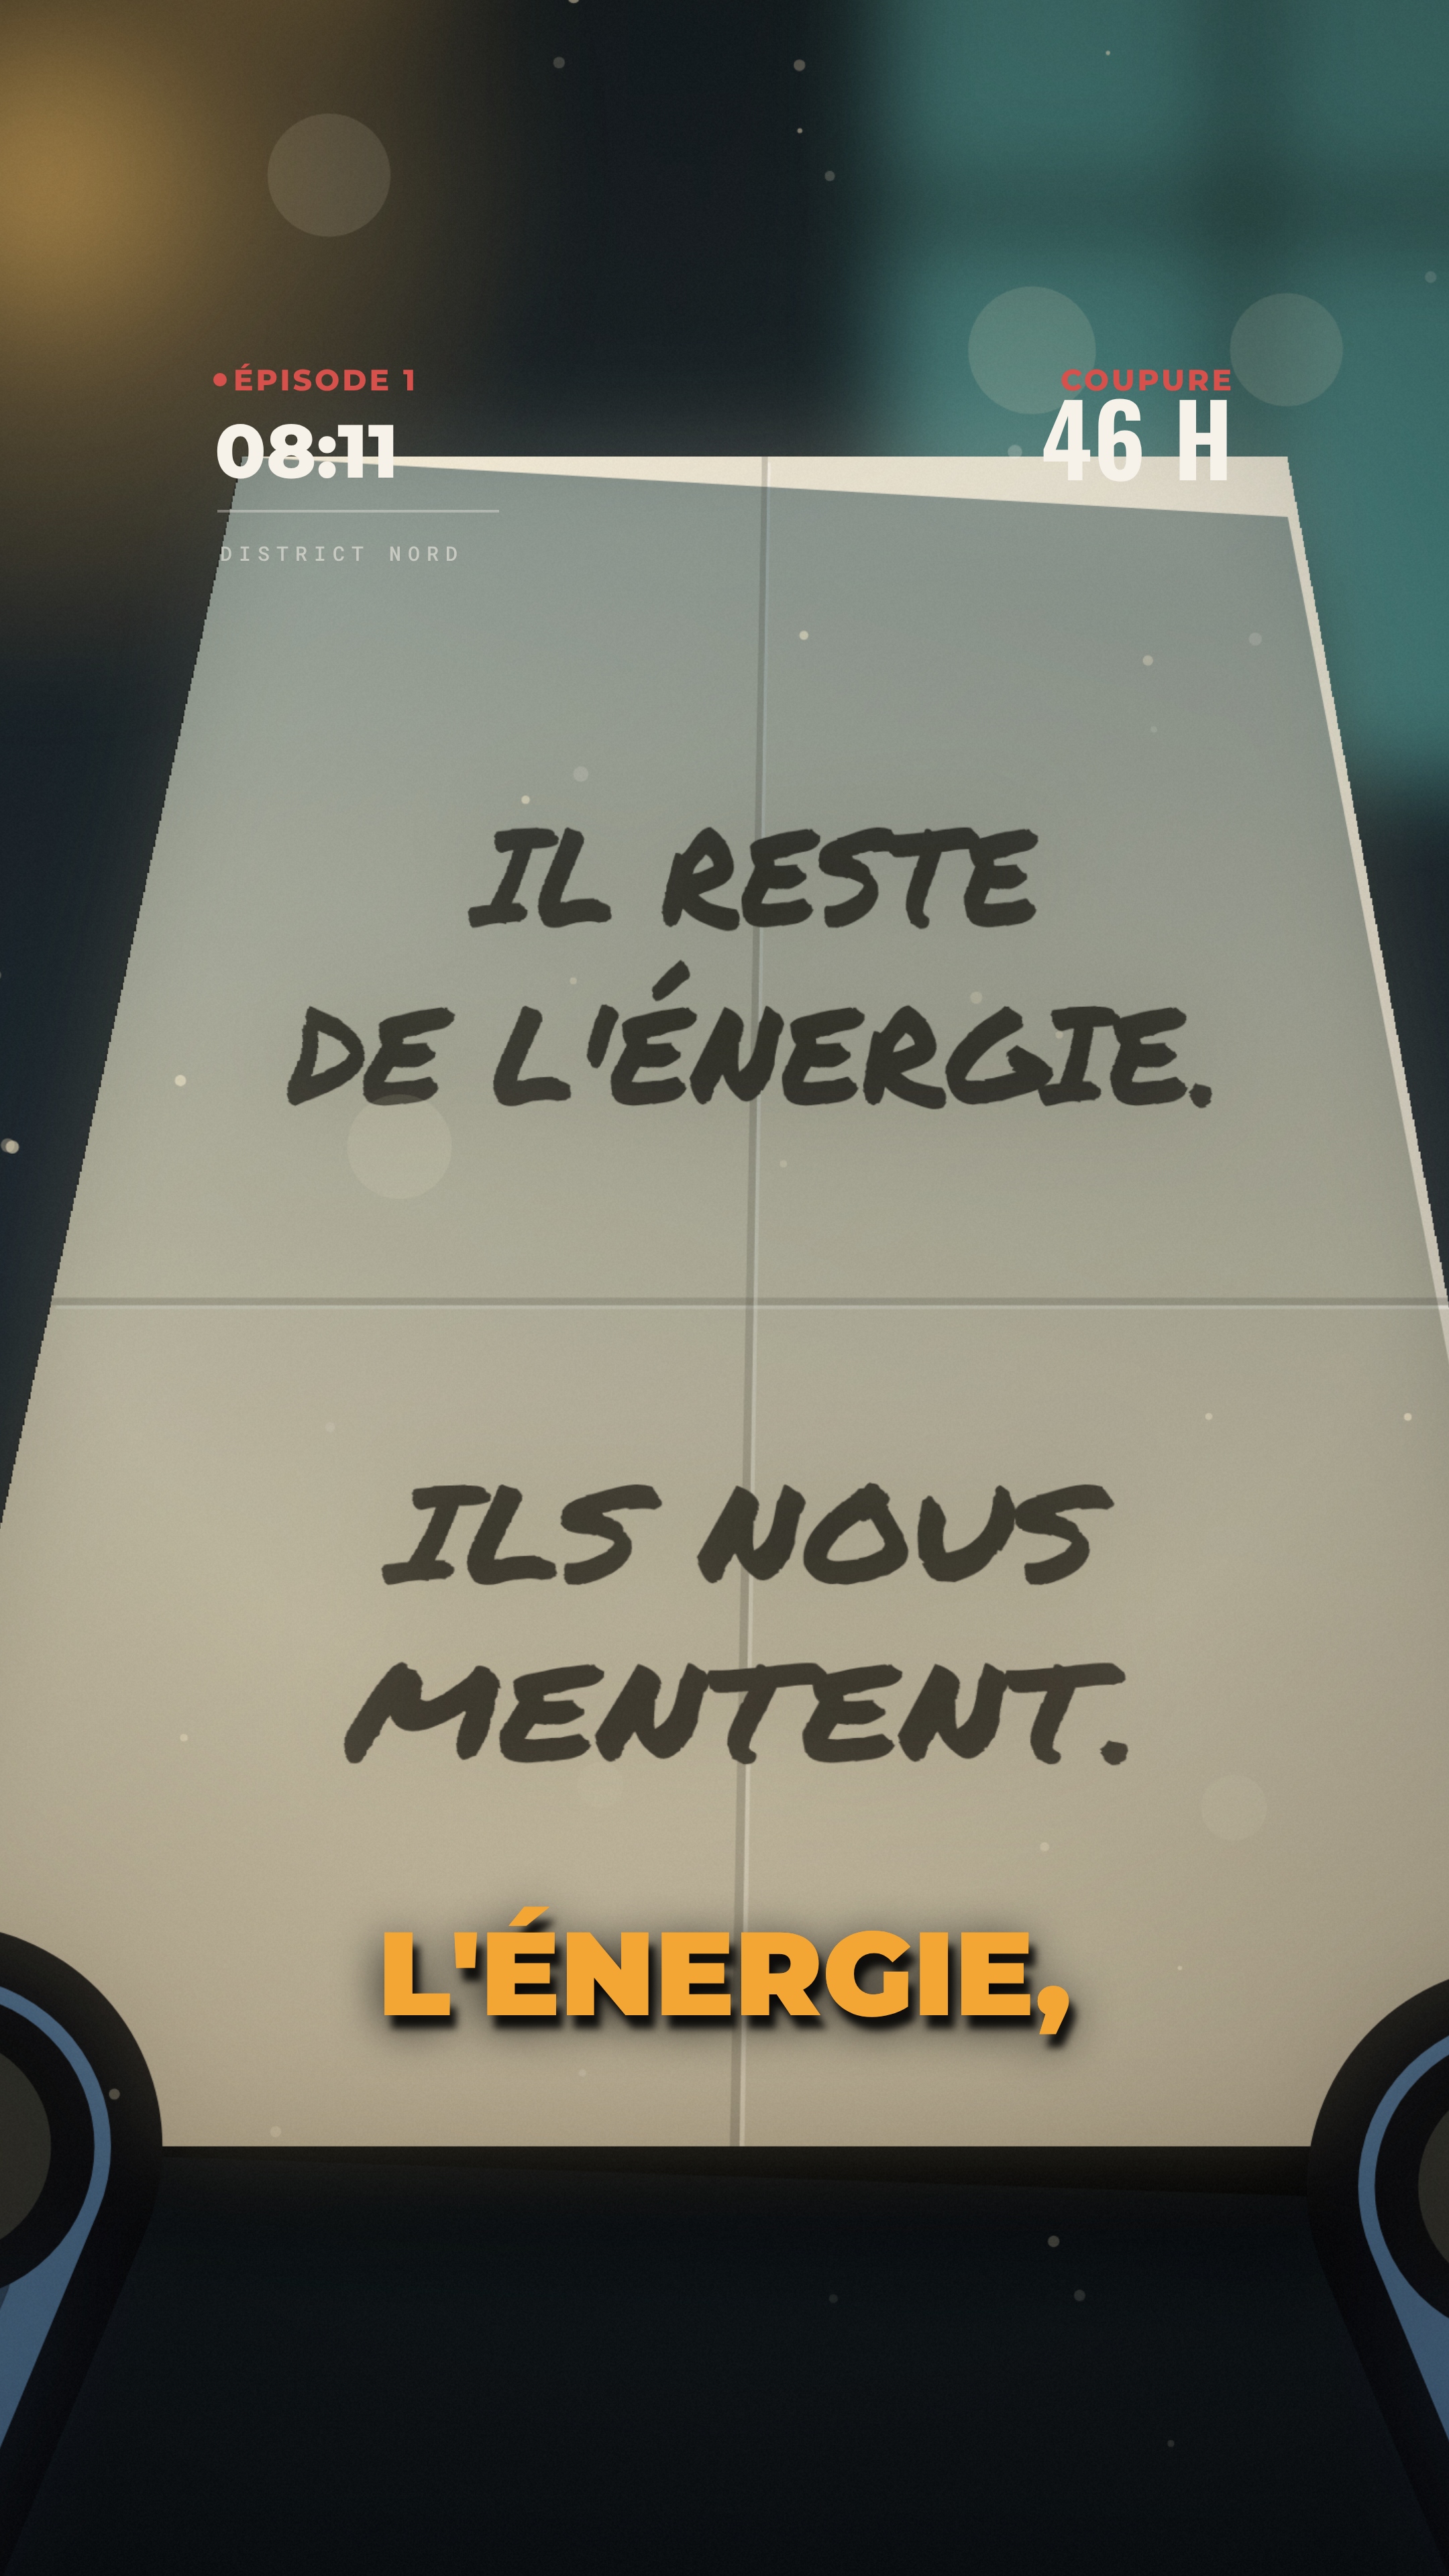 ÉPISODE 1
08:11
DISTRICT NORD
COUPURE
46 H
IL RESTE
DE L'ÉNERGIE.
ILS NOUS
MENTENT.
L'ÉNERGIE,